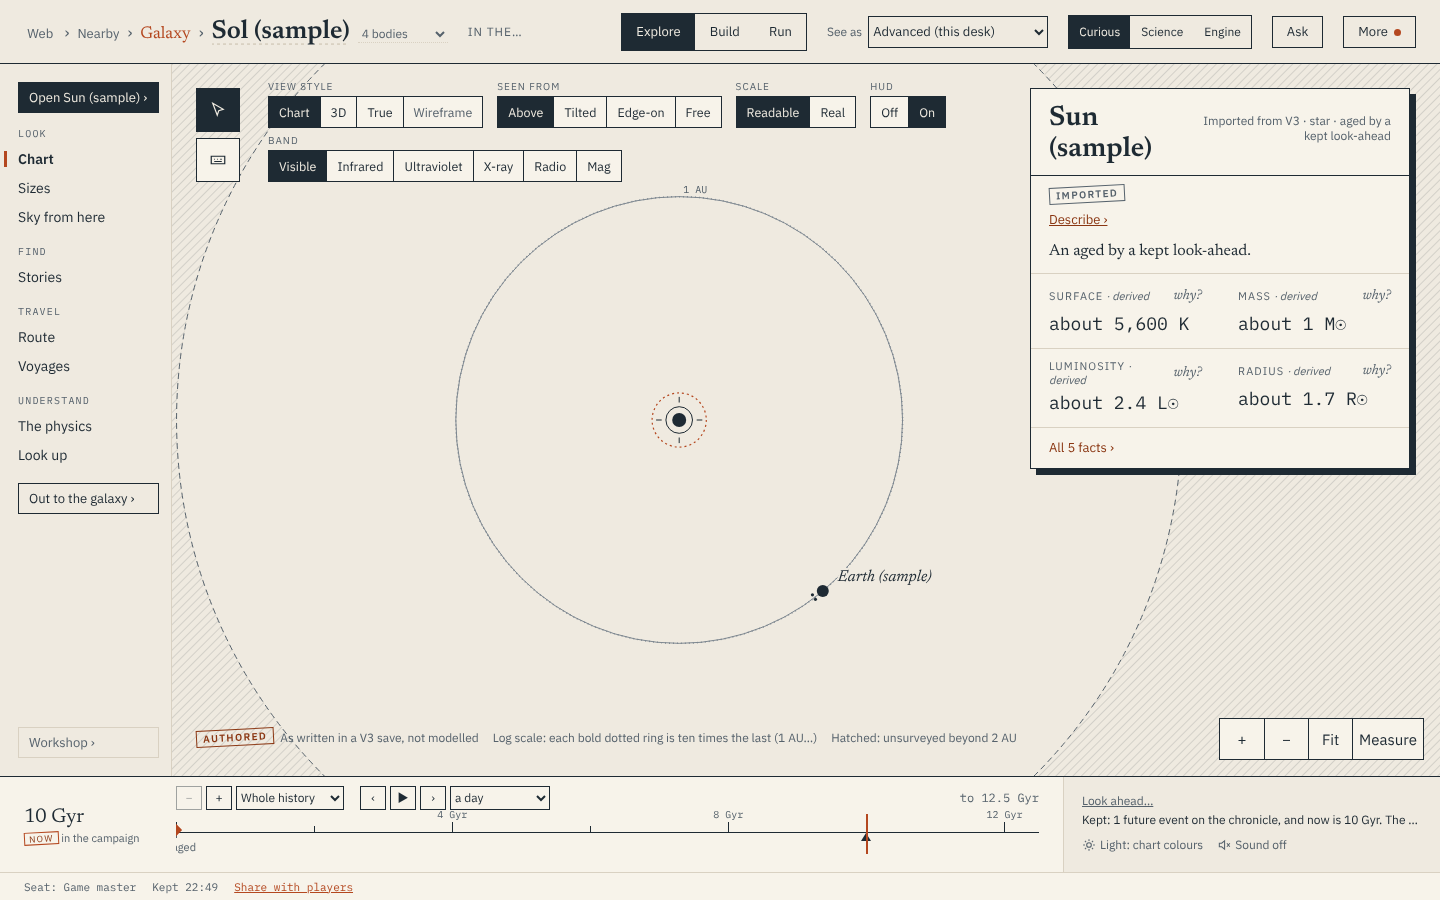 Web › Nearby › Galaxy › Sol (sample) 4 bodies IN THE…
Explore Build Run See as Advanced (this desk) Curious Science Engine Ask More
Open Sun (sample) ›
LOOK
Chart
Sizes
Sky from here
FIND
Stories
TRAVEL
Route
Voyages
UNDERSTAND
The physics
Look up
Out to the galaxy ›
Workshop ›
VIEW STYLE SEEN FROM SCALE HUD
Chart 3D True Wireframe Above Tilted Edge-on Free Readable Real Off On
BAND
Visible Infrared Ultraviolet X-ray Radio Mag
1 AU
Earth (sample)
Sun (sample)
Imported from V3 · star · aged by a
kept look-ahead
IMPORTED
Describe ›
An aged by a kept look-ahead.
SURFACE · derived why? MASS · derived why?
about 5,600 K about 1 M☉
LUMINOSITY · derived why? RADIUS · derived why?
about 2.4 L☉ about 1.7 R☉
All 5 facts ›
AUTHORED As written in a V3 save, not modelled Log scale: each bold dotted ring is ten times the last (1 AU…) Hatched: unsurveyed beyond 2 AU
+ − Fit Measure
10 Gyr
NOW in the campaign
− + Whole history ‹ ▶ › a day to 12.5 Gyr
4 Gyr 8 Gyr 12 Gyr
ged
Look ahead…
Kept: 1 future event on the chronicle, and now is 10 Gyr. The …
Light: chart colours Sound off
Seat: Game master Kept 22:49 Share with players